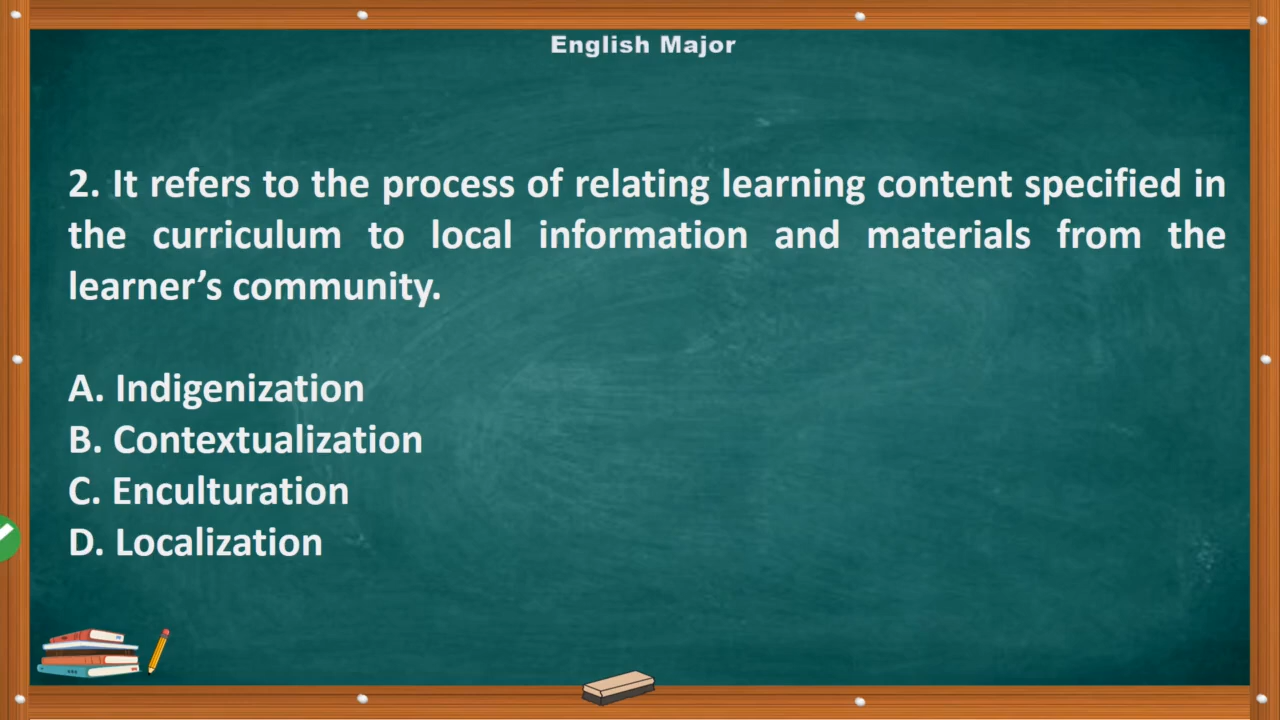 English Major
2. It refers to the process of relating learning content specified in
the curriculum to local information and materials from the
learner’s community.
A. Indigenization
B. Contextualization
C. Enculturation
D. Localization